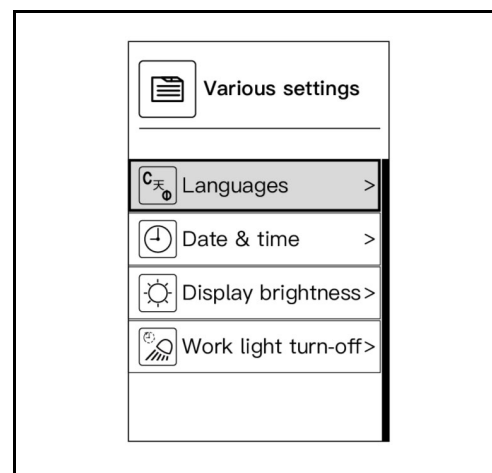 Various settings
Languages >
Date & time >
Display brightness>
Work light turn-off>